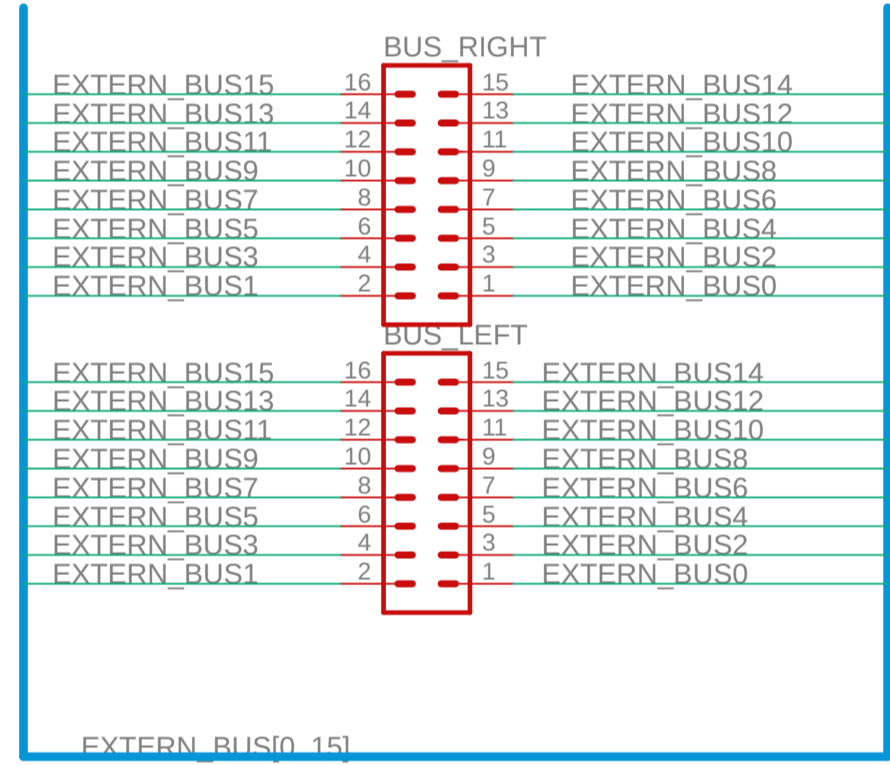 BUS_RIGHT
EXTERN_BUS15 16 15 EXTERN_BUS14
EXTERN_BUS13 14 13 EXTERN_BUS12
EXTERN_BUS11 12 11 EXTERN_BUS10
EXTERN_BUS9 10 9 EXTERN_BUS8
EXTERN_BUS7 8 7 EXTERN_BUS6
EXTERN_BUS5 6 5 EXTERN_BUS4
EXTERN_BUS3 4 3 EXTERN_BUS2
EXTERN_BUS1 2 1 EXTERN_BUS0
BUS_LEFT
EXTERN_BUS15 16 15 EXTERN_BUS14
EXTERN_BUS13 14 13 EXTERN_BUS12
EXTERN_BUS11 12 11 EXTERN_BUS10
EXTERN_BUS9 10 9 EXTERN_BUS8
EXTERN_BUS7 8 7 EXTERN_BUS6
EXTERN_BUS5 6 5 EXTERN_BUS4
EXTERN_BUS3 4 3 EXTERN_BUS2
EXTERN_BUS1 2 1 EXTERN_BUS0
EXTERN_BUS[0 15]